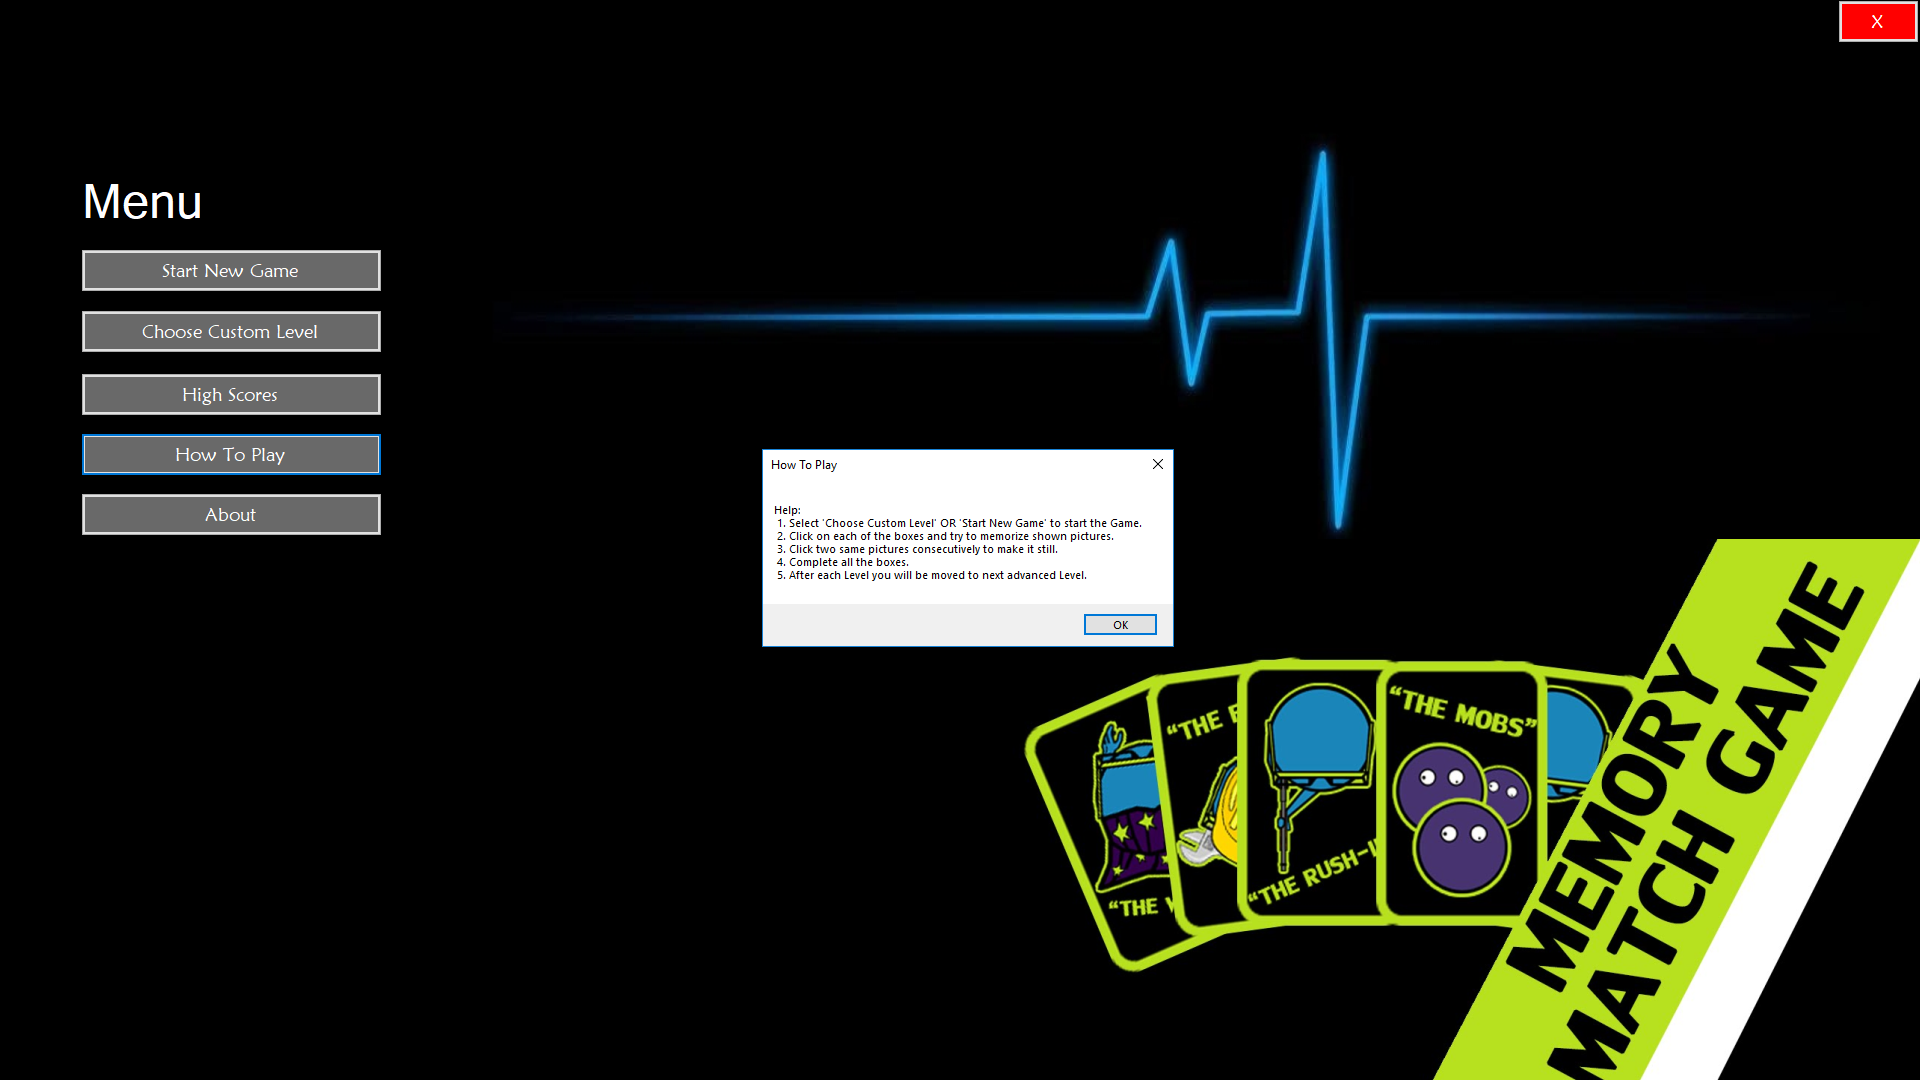 X
Menu
Start New Game
Choose Custom Level
High Scores
How To Play
About
How To Play
Help:
1. Select 'Choose Custom Level' OR 'Start New Game' to start the Game.
2. Click on each of the boxes and try to memorize shown pictures.
3. Click two same pictures consecutively to make it still.
4. Complete all the boxes.
5. After each Level you will be moved to next advanced Level.
OK
"THE
"THE
"THE RUSH-
"THE MOBS"
MEMORY
MATCH GAME